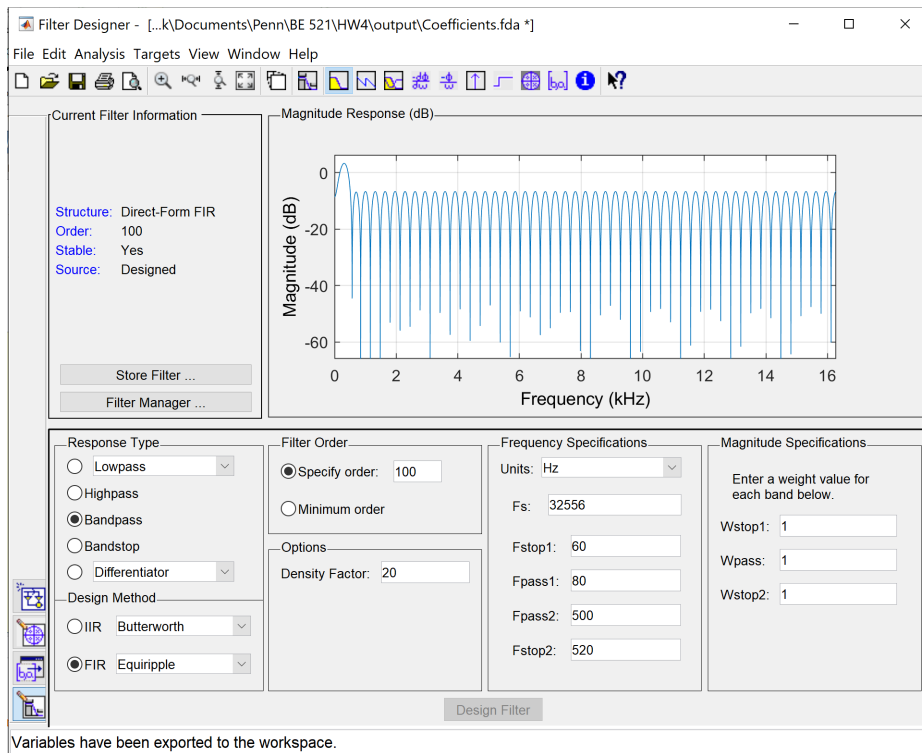 Filter Designer - [...k\Documents\Penn\BE 521\HW4\output\Coefficients.fda *]
File Edit Analysis Targets View Window Help
Current Filter Information
Structure: Direct-Form FIR
Order: 100
Stable: Yes
Source: Designed
Store Filter ...
Filter Manager ...
Magnitude Response (dB)
Magnitude (dB)
0
-20
-40
-60
0 2 4 6 8 10 12 14 16
Frequency (kHz)
Response Type
Lowpass
Highpass
Bandpass
Bandstop
Differentiator
Design Method
IIR Butterworth
FIR Equiripple
Filter Order
Specify order: 100
Minimum order
Options
Density Factor: 20
Frequency Specifications
Units: Hz
Fs: 32556
Fstop1: 60
Fpass1: 80
Fpass2: 500
Fstop2: 520
Magnitude Specifications
Enter a weight value for
each band below.
Wstop1: 1
Wpass: 1
Wstop2: 1
Design Filter
Variables have been exported to the workspace.